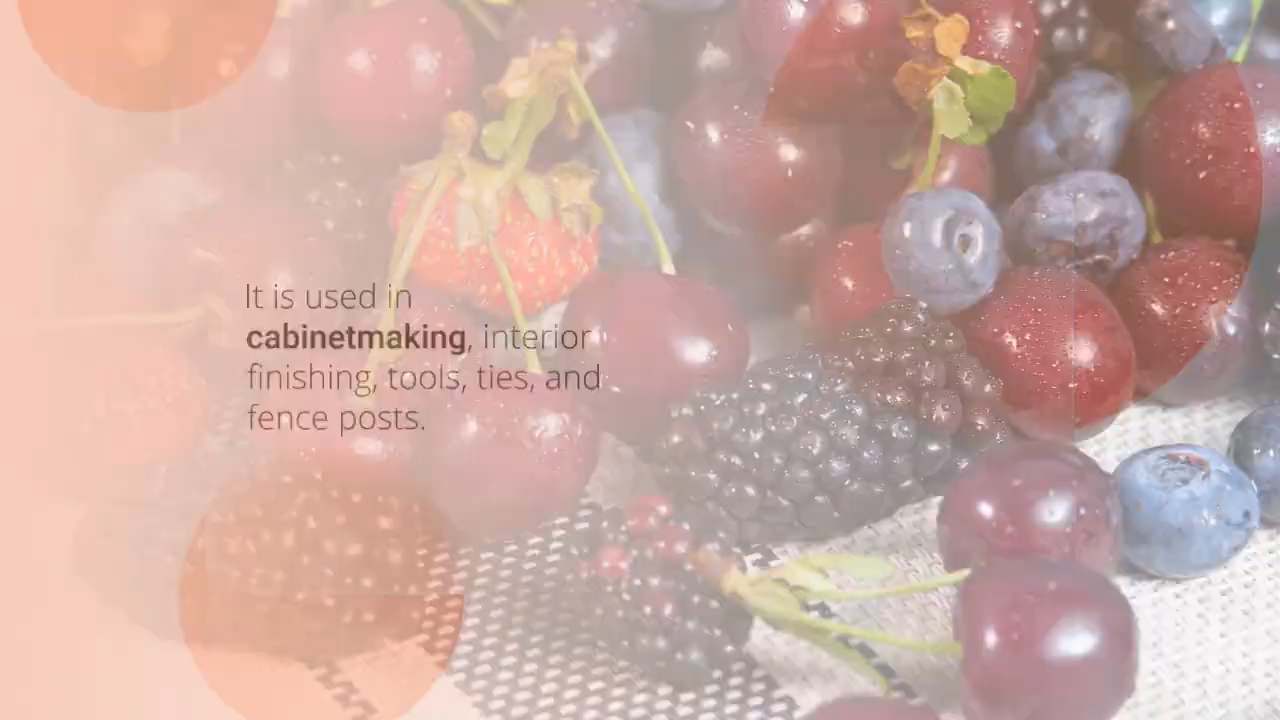 It is used in
cabinetmaking, interior
finishing, tools, ties, and
fence posts.